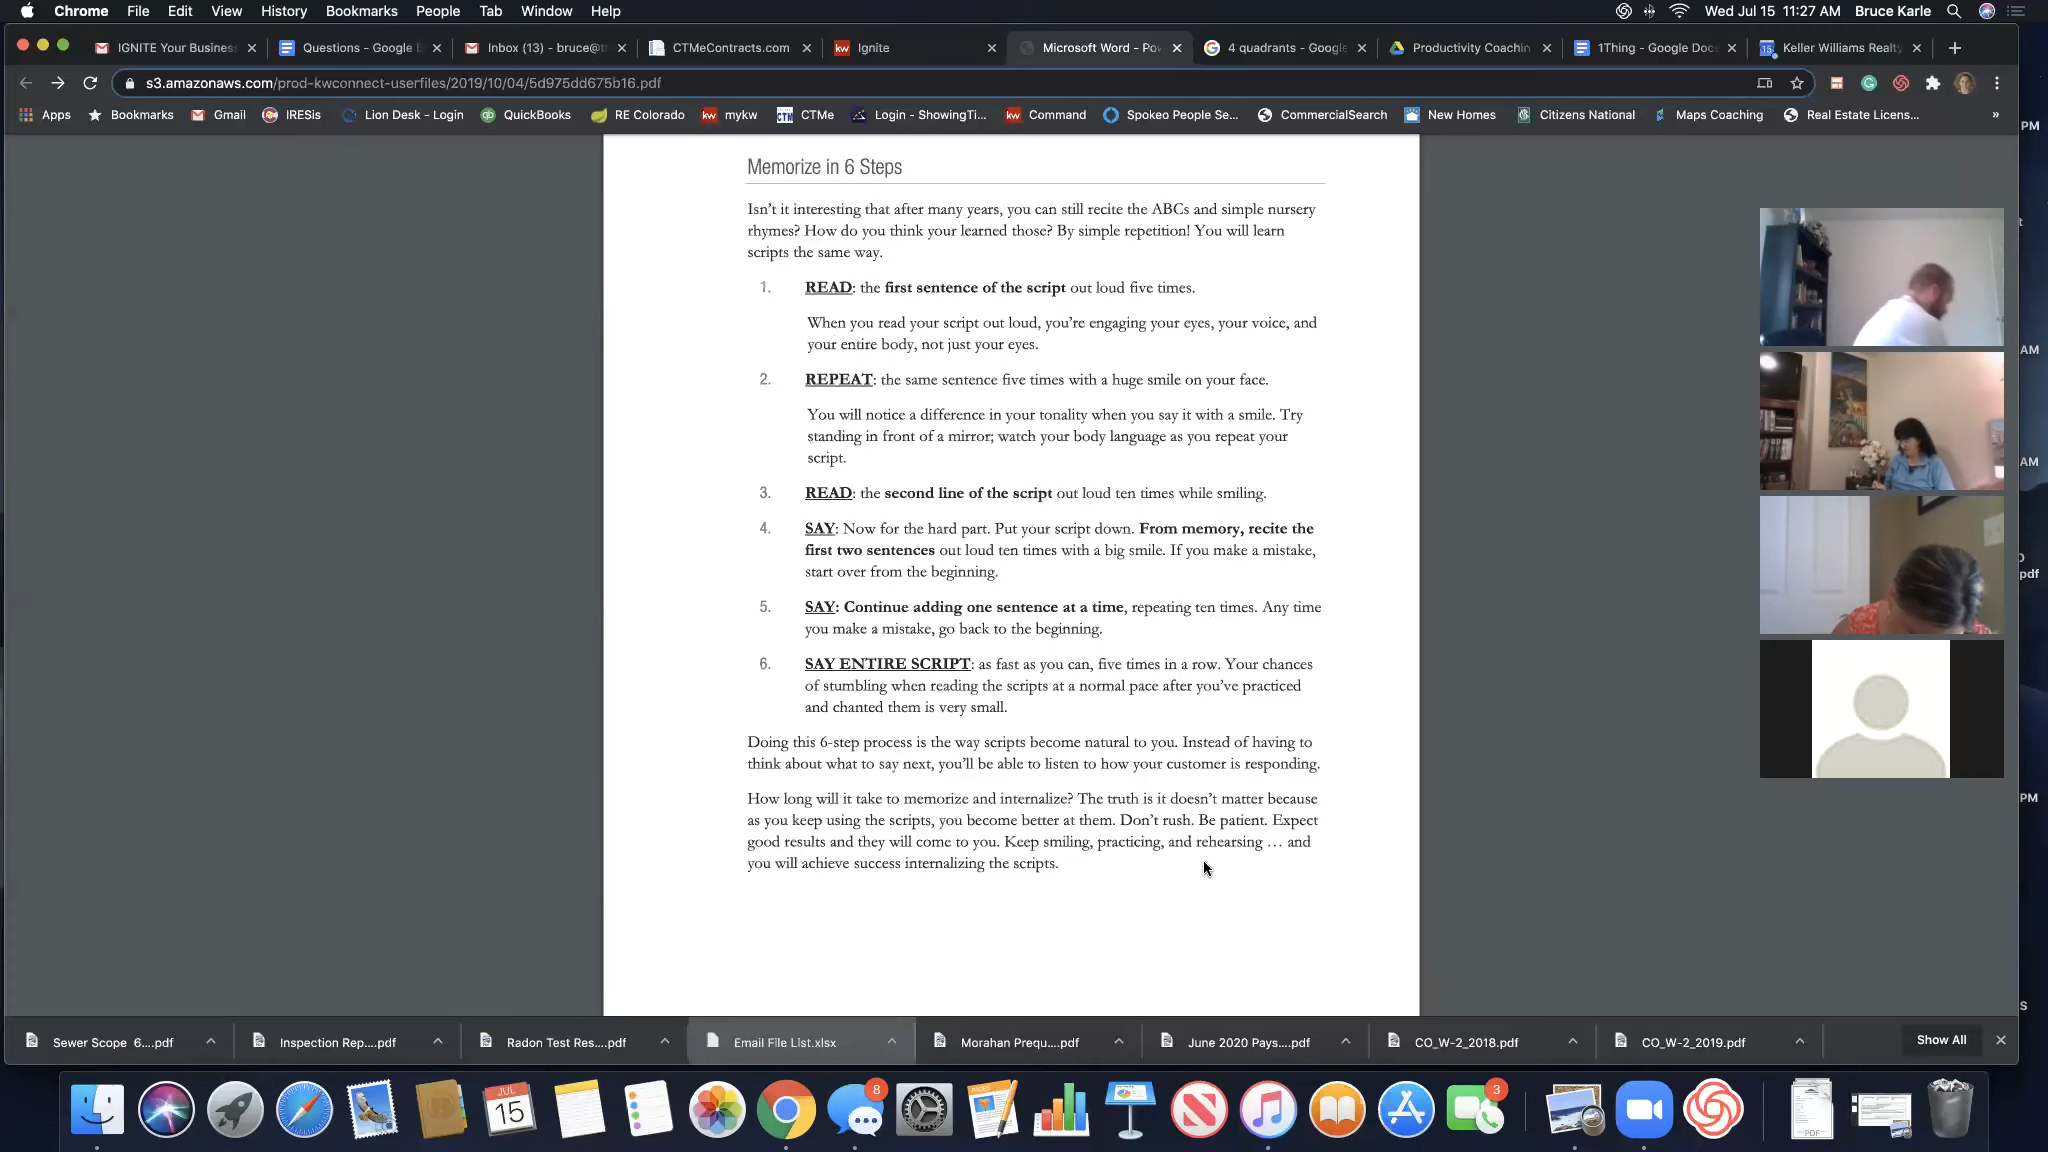 Chrome File Edit View History Bookmarks People Tab Window Help
Wed Jul 15 11:27 AM Bruce Karle
IGNITE Your Business
Questions - Google
Inbox (13) - bruce@
CTMeContracts.com
Ignite
Microsoft Word - Po
4 quadrants - Google
Productivity Coachin
1Thing - Google Doc
Keller Williams Realty
s3.amazonaws.com/prod-kwconnect-userfiles/2019/10/04/5d975dd675b16.pdf
Apps Bookmarks Gmail IRESis Lion Desk - Login QuickBooks RE Colorado kw mykw CTM CTMe Login - ShowingTi... kw Command Spokeo People Se... CommercialSearch New Homes Citizens National Maps Coaching Real Estate Licens... »
Memorize in 6 Steps
Isn't it interesting that after many years, you can still recite the ABCs and simple nursery
rhymes? How do you think your learned those? By simple repetition! You will learn
scripts the same way.
1. READ: the first sentence of the script out loud five times.
When you read your script out loud, you're engaging your eyes, your voice, and
your entire body, not just your eyes.
2. REPEAT: the same sentence five times with a huge smile on your face.
You will notice a difference in your tonality when you say it with a smile. Try
standing in front of a mirror; watch your body language as you repeat your
script.
3. READ: the second line of the script out loud ten times while smiling.
4. SAY: Now for the hard part. Put your script down. From memory, recite the
first two sentences out loud ten times with a big smile. If you make a mistake,
start over from the beginning.
5. SAY: Continue adding one sentence at a time, repeating ten times. Any time
you make a mistake, go back to the beginning.
6. SAY ENTIRE SCRIPT: as fast as you can, five times in a row. Your chances
of stumbling when reading the scripts at a normal pace after you've practiced
and chanted them is very small.
Doing this 6-step process is the way scripts become natural to you. Instead of having to
think about what to say next, you'll be able to listen to how your customer is responding.
How long will it take to memorize and internalize? The truth is it doesn't matter because
as you keep using the scripts, you become better at them. Don't rush. Be patient. Expect
good results and they will come to you. Keep smiling, practicing, and rehearsing … and
you will achieve success internalizing the scripts.
PM
AM
AM
pdf
PM
S
Sewer Scope 6....pdf
Inspection Rep....pdf
Radon Test Res....pdf
Email File LIst.xlsx
Morahan Prequ....pdf
June 2020 Pays....pdf
CO_W-2_2018.pdf
CO_W-2_2019.pdf
Show All
JUL
15
8
3
PDF